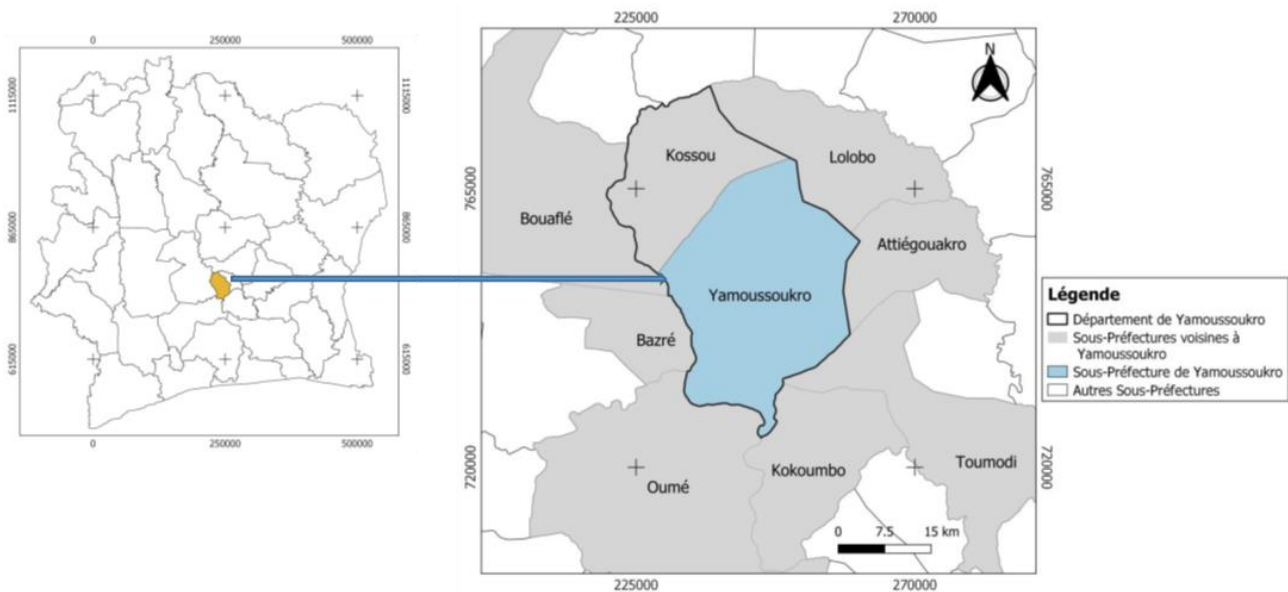 0 250000 500000
1115000 1115000
865000 865000
615000 615000
0 250000 500000
225000 270000
N
Kossou Lolobo
765000 765000
Bouaflé
Attiégouakro
Yamoussoukro
Bazré
720000 720000
Toumodi
Kokoumbo
Oumé
0 7.5 15 km
225000 270000
Légende
Département de Yamoussoukro
Sous-Préfectures voisines à
Yamoussoukro
Sous-Préfecture de Yamoussoukro
Autres Sous-Préfectures